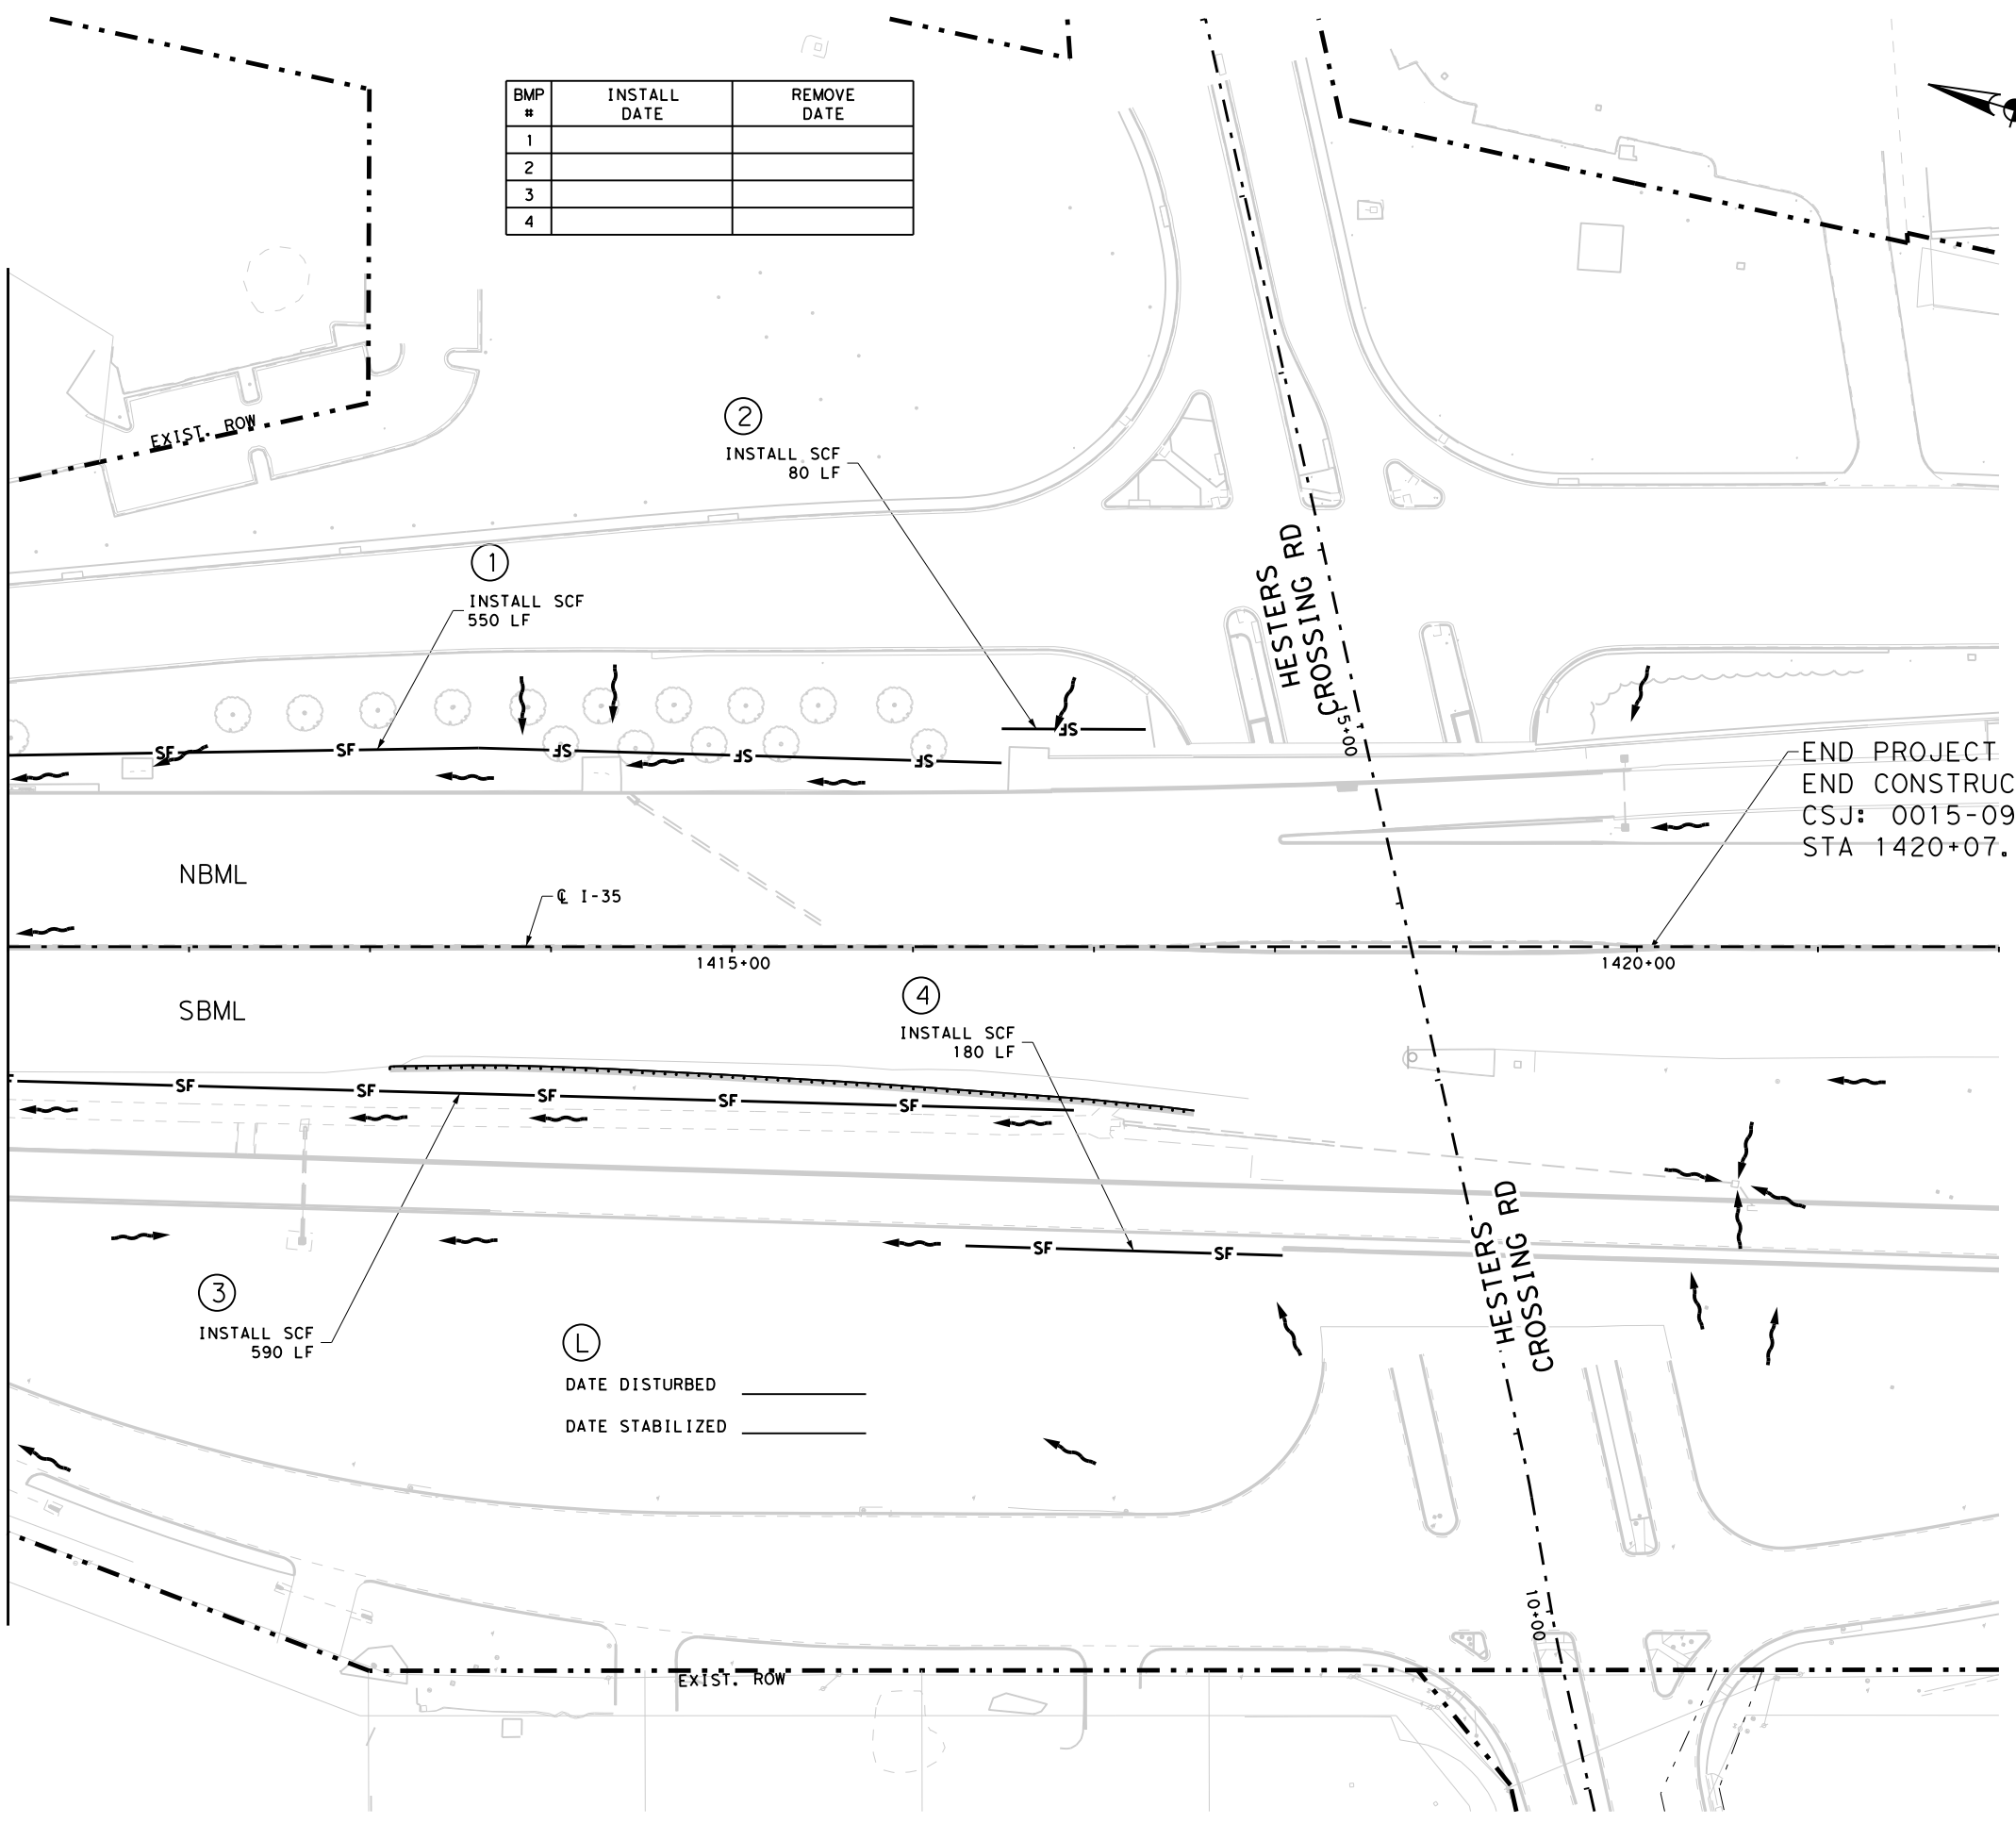 BMP
#
INSTALL
DATE
REMOVE
DATE
1
2
3
4
EXIST. ROW
2
INSTALL SCF
80 LF
1
INSTALL SCF
550 LF
HESTERS
CROSSING RD
15+00
SF
SF
SF
SF
SF
SF
END PROJECT
END CONSTRUC
CSJ: 0015-09
STA 1420+07.
NBML
℄ I-35
1415+00
1420+00
SBML
4
INSTALL SCF
180 LF
SF
SF
SF
SF
SF
SF
SF
HESTERS
CROSSING RD
3
INSTALL SCF
590 LF
L
DATE DISTURBED
DATE STABILIZED
10+00
EXIST. ROW